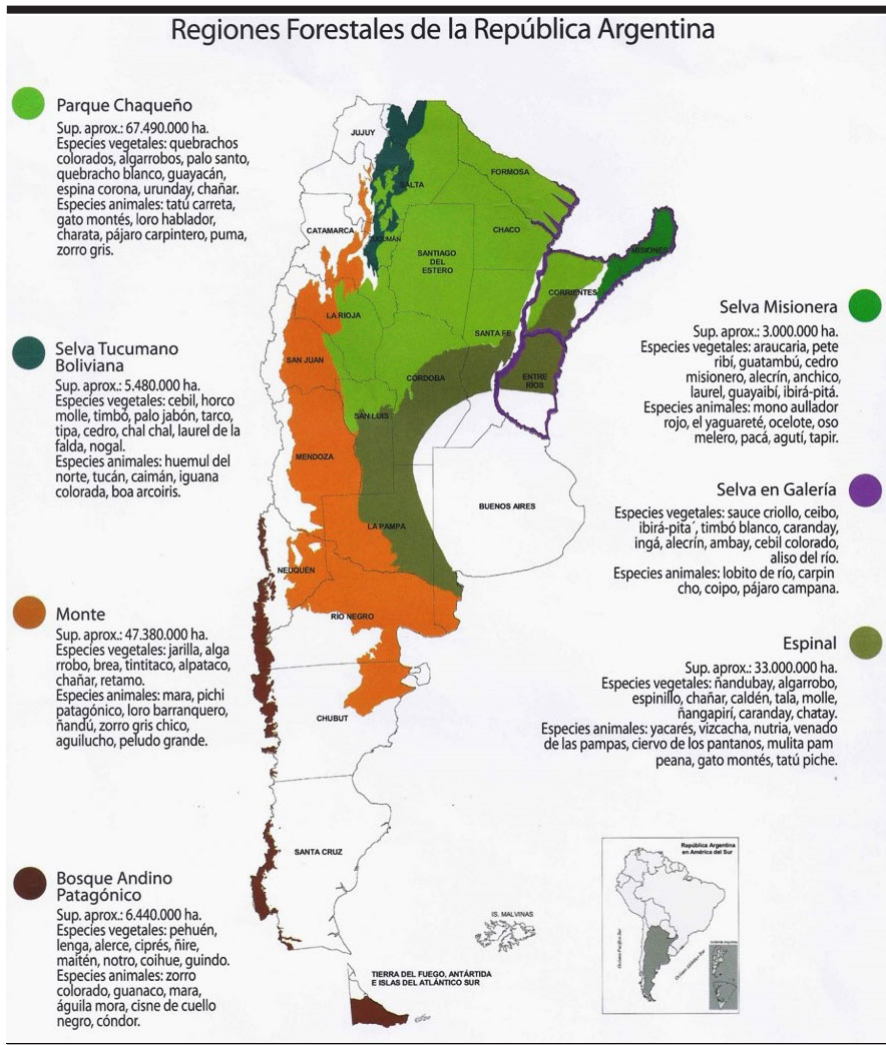 Regiones Forestales de la República Argentina
Parque Chaqueño
Sup. aprox.: 67.490.000 ha.
Especies vegetales: quebrachos
colorados, algarrobos, palo santo,
quebracho blanco, guayacán,
espina corona, urunday, chañar.
Especies animales: tatú carreta,
gato montés, loro hablador,
charata, pájaro carpintero, puma,
zorro gris.
Selva Tucumano
Boliviana
Sup. aprox.: 5.480.000 ha.
Especies vegetales: cebil, horco
molle, timbó, palo jabón, tarco,
tipa, cedro, chal chal, laurel de la
falda, nogal.
Especies animales: huemul del
norte, tucán, caimán, iguana
colorada, boa arcoiris.
Monte
Sup. aprox.: 47.380.000 ha.
Especies vegetales: jarilla, alga
rrobo, brea, tintitaco, alpataco,
chañar, retamo.
Especies animales: mara, pichi
patagónico, loro barranquero,
ñandú, zorro gris chico,
aguilucho, peludo grande.
Bosque Andino
Patagónico
Sup. aprox.: 6.440.000 ha.
Especies vegetales: pehuén,
lenga, alerce, ciprés, ñire,
maitén, notro, coihue, guindo.
Especies animales: zorro
colorado, guanaco, mara,
águila mora, cisne de cuello
negro, cóndor.
JUJUY
SALTA
FORMOSA
CATAMARCA
TUCUMÁN
CHACO
SANTIAGO
DEL
ESTERO
MISIONES
CORRIENTES
LA RIOJA
SANTA FE
SAN JUAN
CÓRDOBA
ENTRE
RÍOS
SAN LUIS
MENDOZA
BUENOS AIRES
LA PAMPA
NEUQUÉN
RÍO NEGRO
CHUBUT
SANTA CRUZ
IS. MALVINAS
TIERRA DEL FUEGO, ANTÁRTIDA
E ISLAS DEL ATLÁNTICO SUR
Selva Misionera
Sup. aprox.: 3.000.000 ha.
Especies vegetales: araucaria, pete
ribí, guatambú, cedro
misionero, alecrín, anchico,
laurel, guayaibí, ibirá-pitá.
Especies animales: mono aullador
rojo, el yaguareté, ocelote, oso
melero, pacá, agutí, tapir.
Selva en Galería
Especies vegetales: sauce criollo, ceibo,
ibirá-pita´, timbó blanco, caranday,
ingá, alecrín, ambay, cebil colorado,
aliso del río.
Especies animales: lobito de río, carpin
cho, coipo, pájaro campana.
Espinal
Sup. aprox.: 33.000.000 ha.
Especies vegetales: ñandubay, algarrobo,
espinillo, chañar, caldén, tala, molle,
ñangapirí, caranday, chatay.
Especies animales: yacarés, vizcacha, nutria, venado
de las pampas, ciervo de los pantanos, mulita pam
peana, gato montés, tatú piche.
República Argentina
en América del Sur
Océano Pacífico Sur
Océano Atlántico Sur